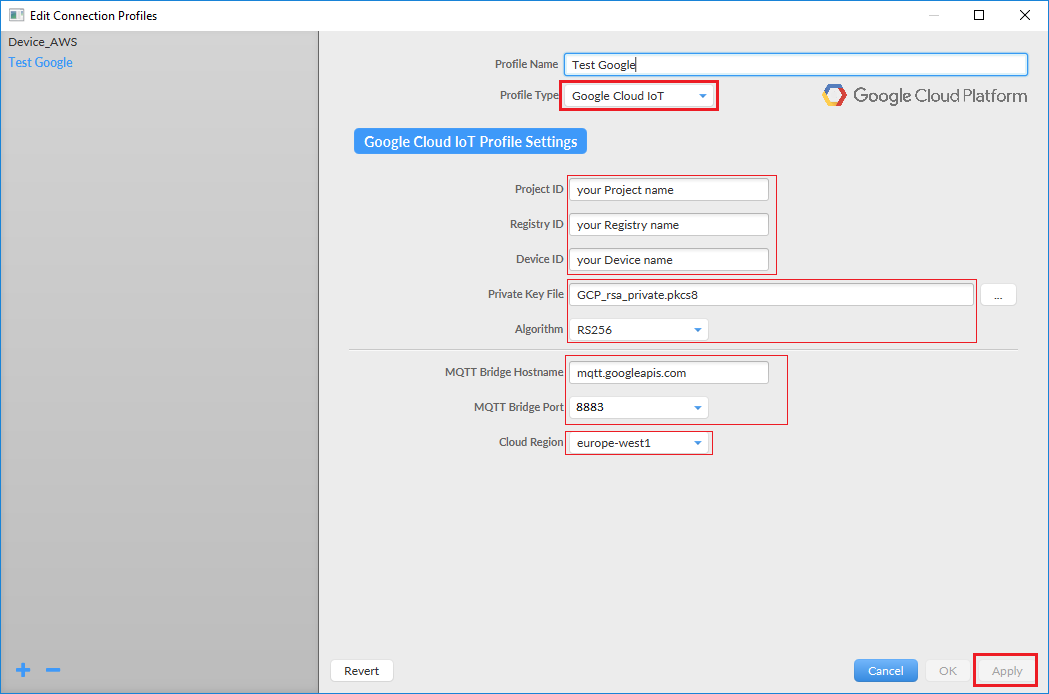 Edit Connection Profiles
Device_AWS
Test Google
Profile Name Test Google
Profile Type Google Cloud IoT
Google Cloud Platform
Google Cloud IoT Profile Settings
Project ID your Project name
Registry ID your Registry name
Device ID your Device name
Private Key File GCP_rsa_private.pkcs8 ...
Algorithm RS256
MQTT Bridge Hostname mqtt.googleapis.com
MQTT Bridge Port 8883
Cloud Region europe-west1
Revert Cancel OK Apply